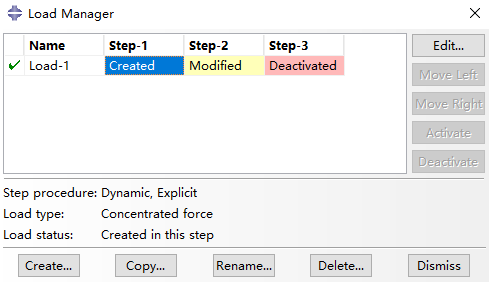 Load Manager
Name Step-1 Step-2 Step-3
Load-1 Created Modified Deactivated
Edit...
Move Left
Move Right
Activate
Deactivate
Step procedure: Dynamic, Explicit
Load type: Concentrated force
Load status: Created in this step
Create... Copy... Rename... Delete... Dismiss